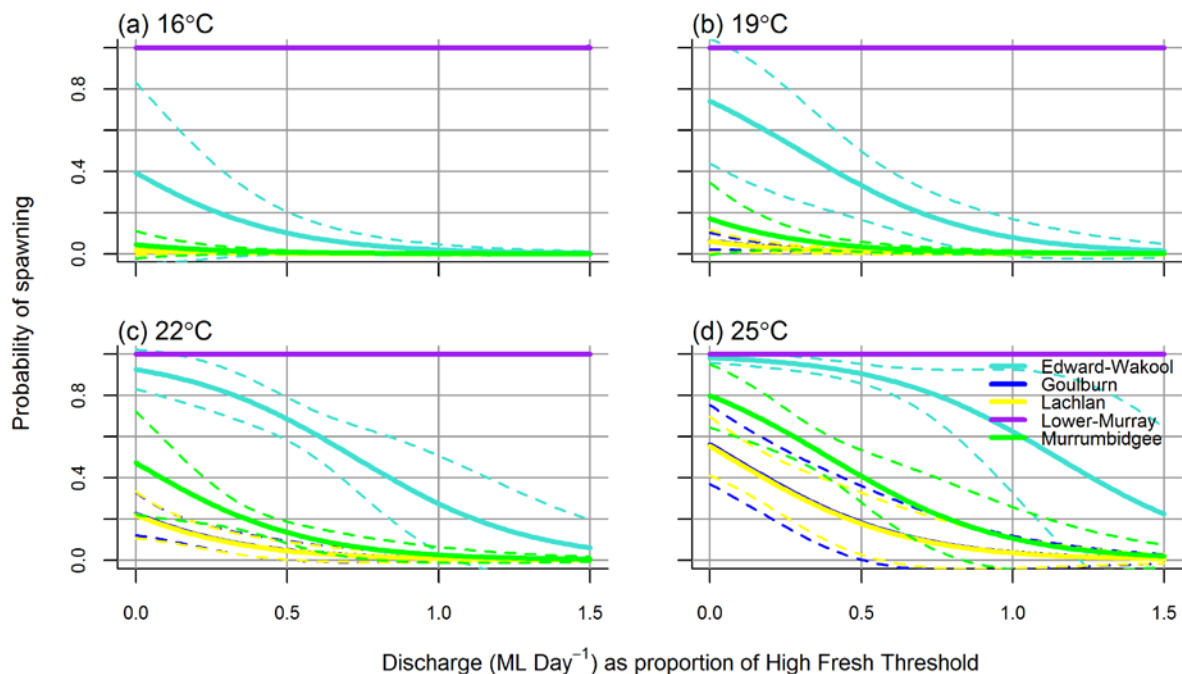 (a) 16°C
(b) 19°C
0.8
0.4
0.0
Probability of spawning
(c) 22°C
(d) 25°C
Edward-Wakool
Goulburn
Lachlan
Lower-Murray
Murrumbidgee
0.8
0.4
0.0
0.0 0.5 1.0 1.5
0.0 0.5 1.0 1.5
Discharge (ML Day⁻¹) as proportion of High Fresh Threshold